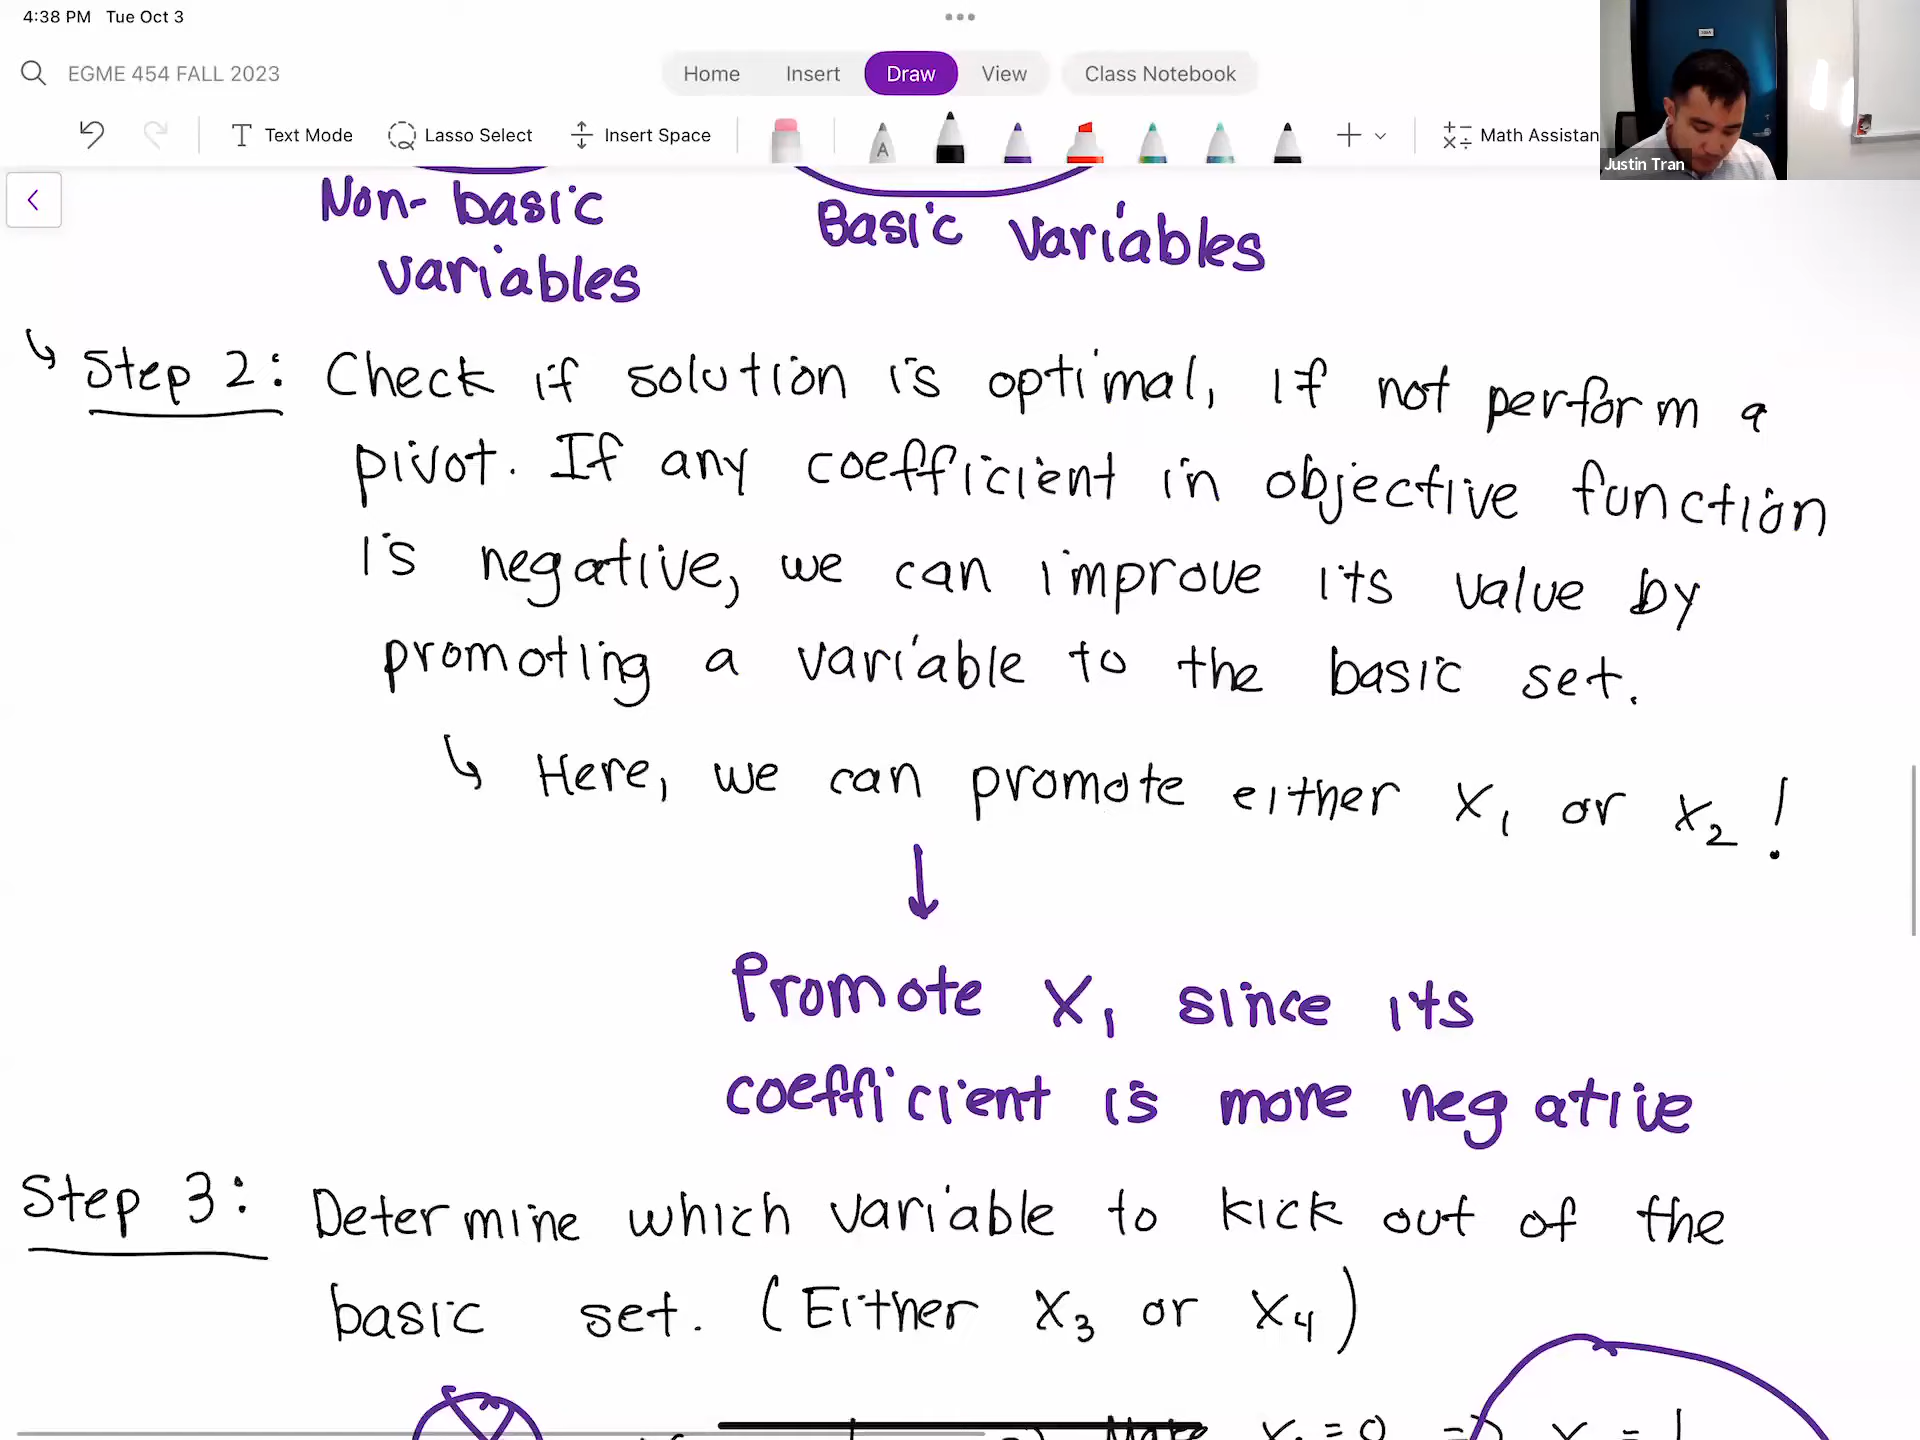 4:38 PM Tue Oct 3
EGME 454 FALL 2023
Home Insert Draw View Class Notebook
Text Mode Lasso Select Insert Space Math Assistan
Justin Tran
Non-basic
variables
Basic Variables
Step 2: Check if solution is optimal, if not perform a
pivot. If any coefficient in objective function
is negative, we can improve its value by
promoting a variable to the basic set.
Here, we can promote either x₁ or x₂!
Promote x₁ since its
coefficient is more negative
Step 3: Determine which variable to kick out of the
basic set. (Either x₃ or x₄)
Make